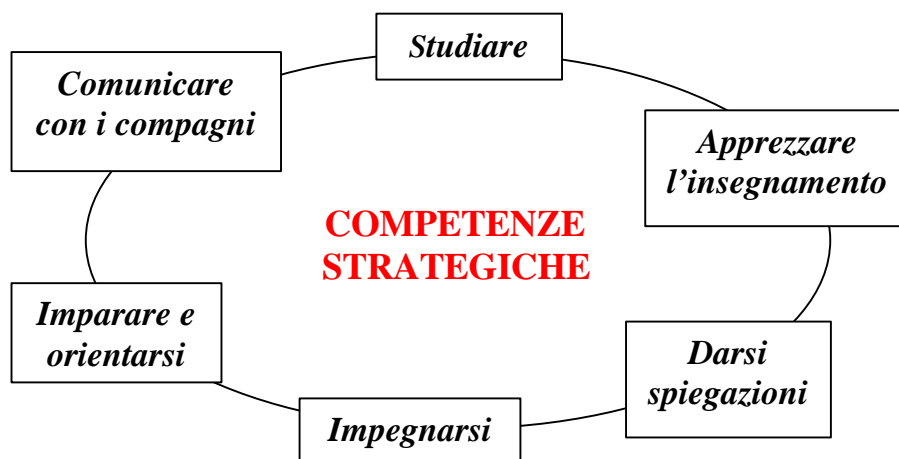 Studiare
Comunicare
con i compagni
Apprezzare
l’insegnamento
COMPETENZE
STRATEGICHE
Imparare e
orientarsi
Darsi
spiegazioni
Impegnarsi